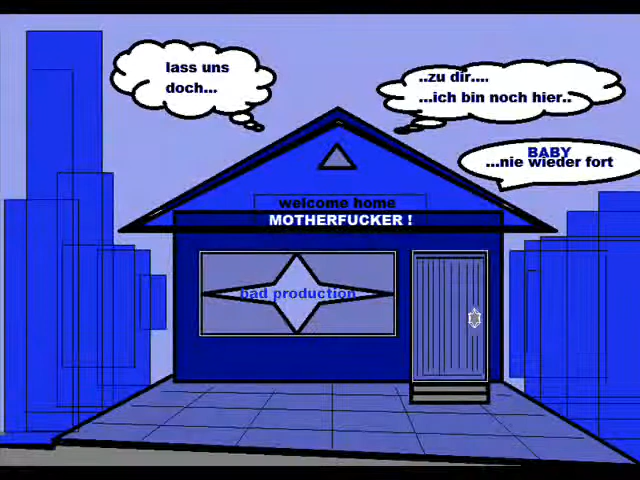 lass uns
doch...
..zu dir....
...ich bin noch hier..
BABY
...nie wieder fort
welcome home
MOTHERFUCKER !
bad production